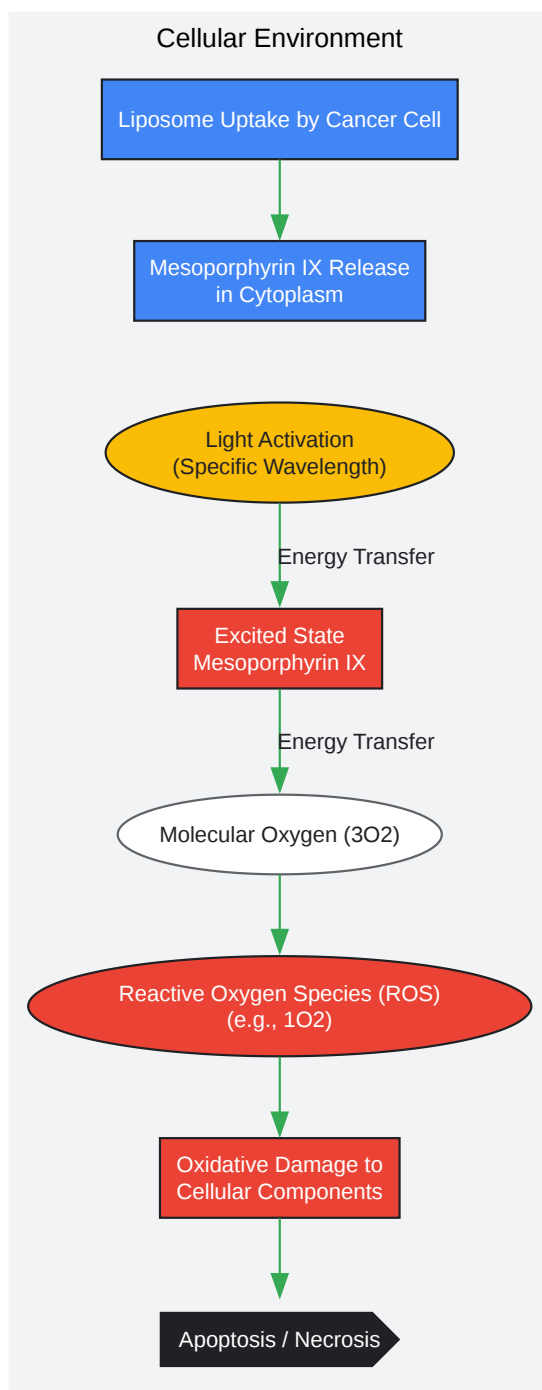 Cellular Environment
Liposome Uptake by Cancer Cell
Mesoporphyrin IX Release
in Cytoplasm
Light Activation
(Specific Wavelength)
Energy Transfer
Excited State
Mesoporphyrin IX
Energy Transfer
Molecular Oxygen (3O2)
Reactive Oxygen Species (ROS)
(e.g., 1O2)
Oxidative Damage to
Cellular Components
Apoptosis / Necrosis